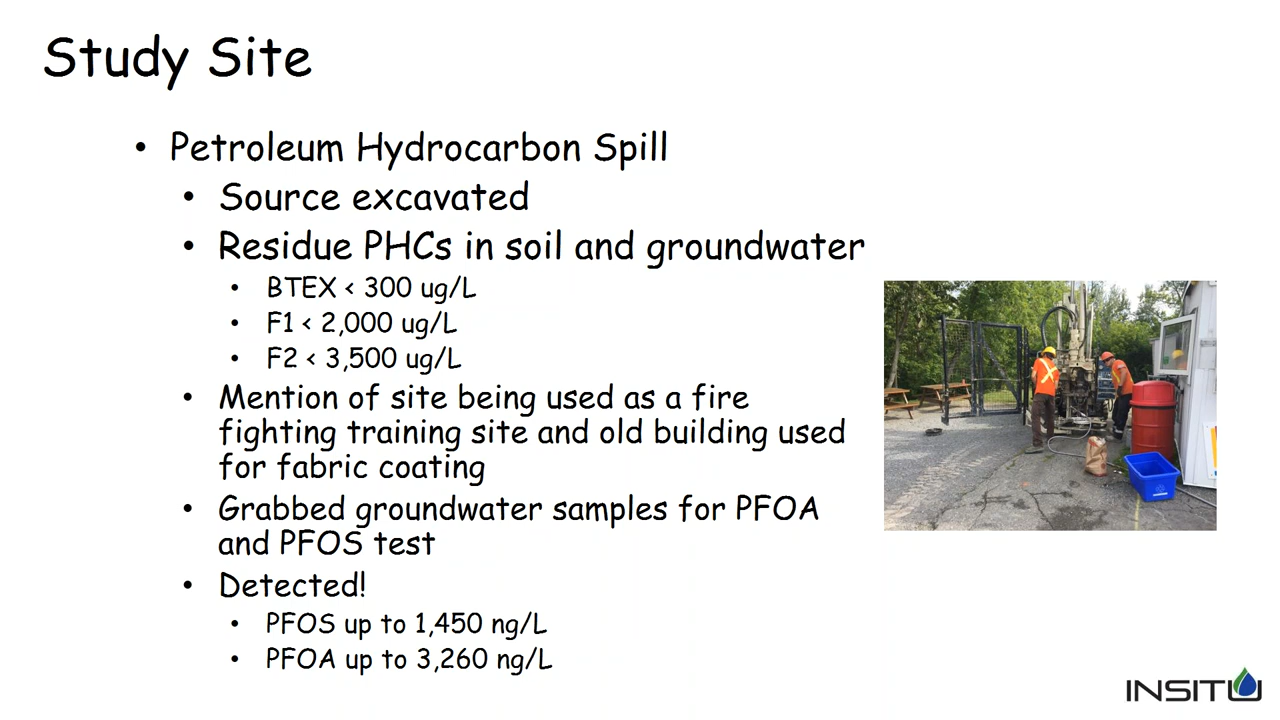 Study Site
• Petroleum Hydrocarbon Spill
• Source excavated
• Residue PHCs in soil and groundwater
• BTEX < 300 ug/L
• F1 < 2,000 ug/L
• F2 < 3,500 ug/L
• Mention of site being used as a fire
fighting training site and old building used
for fabric coating
• Grabbed groundwater samples for PFOA
and PFOS test
• Detected!
• PFOS up to 1,450 ng/L
• PFOA up to 3,260 ng/L
INSITU